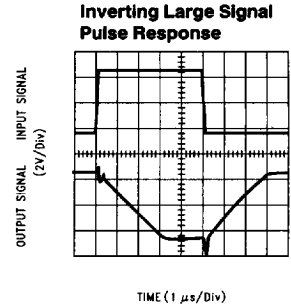 Inverting Large Signal
Pulse Response
INPUT SIGNAL
OUTPUT SIGNAL
(2V/Div)
TIME (1 μs/Div)